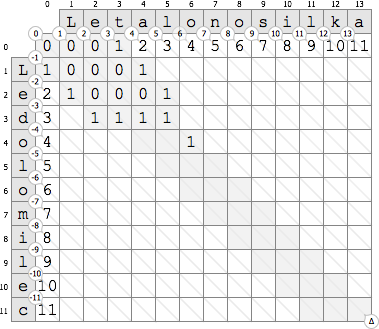 0 1 2 3 4 5 6 7 8 9 10 11 12 13
L e t a l o n o s i l k a
0 1 2 3 4 5 6 7 8 9 10 11 12 13
0 0 0 0 1 2 3 4 5 6 7 8 9 10 11
-1
1 L 1 0 0 0 1
-2
2 e 2 1 0 0 0 1
-3
3 d 3 1 1 1 1
-4
4 o 4 1
-5
5 l 5
-6
6 o 6
-7
7 m 7
-8
8 i 8
-9
9 l 9
-10
10 e 10
-11
11 c 11
Δ